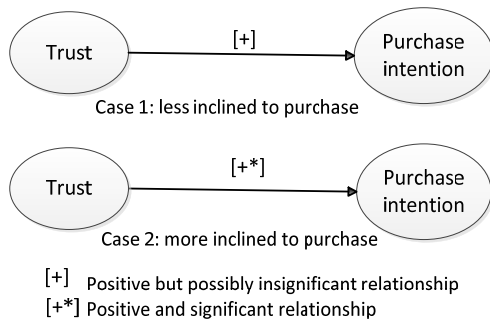 [+]
Trust
Purchase
intention
Case 1: less inclined to purchase
[+*]
Trust
Purchase
intention
Case 2: more inclined to purchase
[+] Positive but possibly insignificant relationship
[+*] Positive and significant relationship